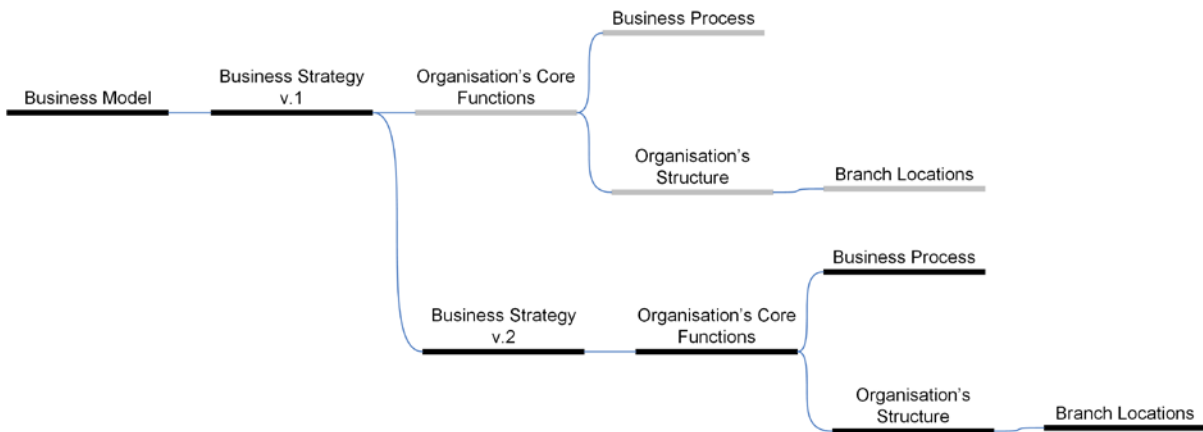 Business Process
Business Model
Business Strategy
v.1
Organisation's Core
Functions
Organisation's
Structure
Branch Locations
Business Process
Business Strategy
v.2
Organisation's Core
Functions
Organisation's
Structure
Branch Locations